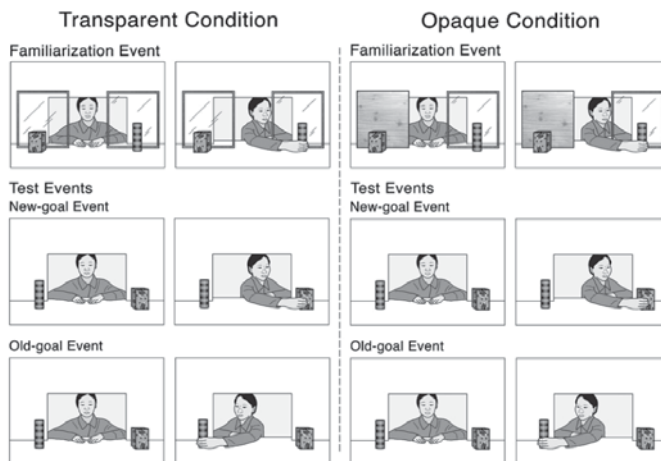 Transparent Condition
Familiarization Event
Test Events
New-goal Event
Old-goal Event
Opaque Condition
Familiarization Event
Test Events
New-goal Event
Old-goal Event